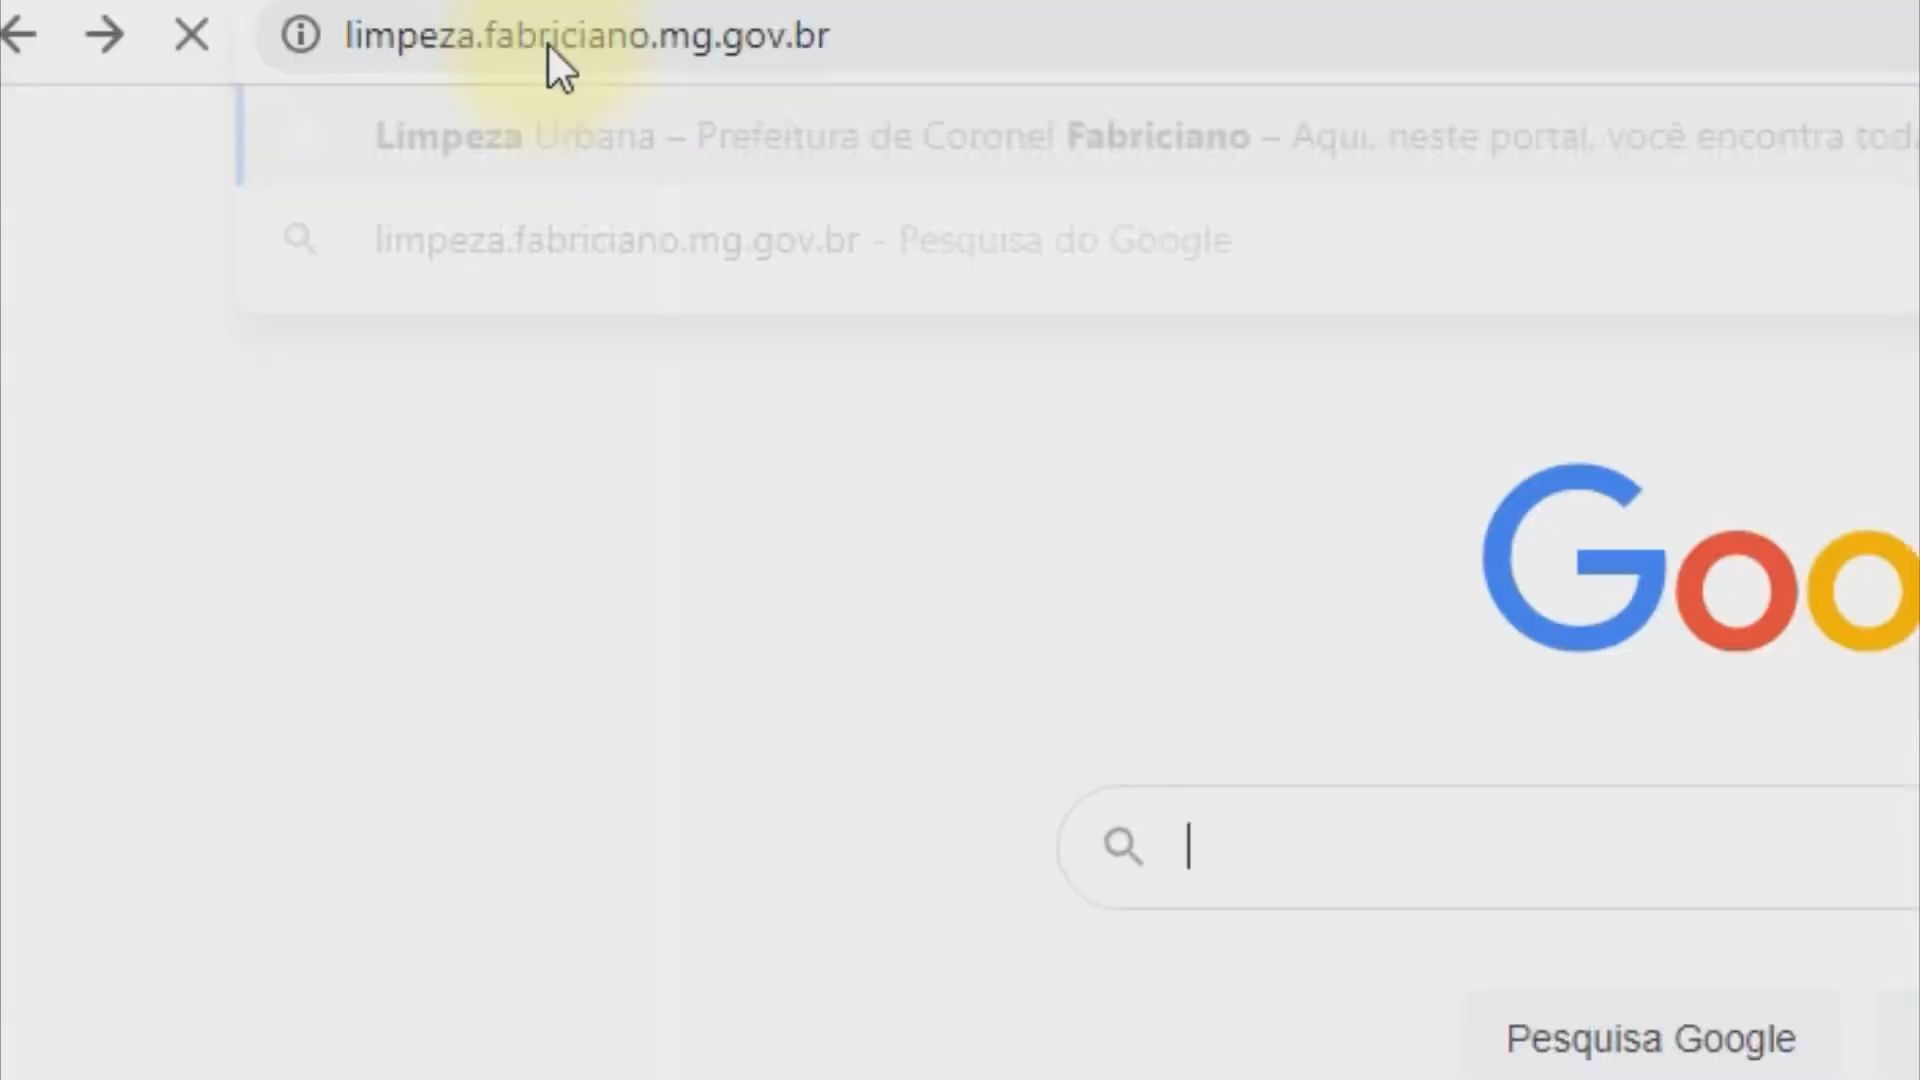 limpeza.fabriciano.mg.gov.br
Limpeza Urbana – Prefeitura de Coronel Fabriciano – Aqui, neste portal, você encontra
limpeza.fabriciano.mg.gov.br - Pesquisa do Google
Goo
Pesquisa Google